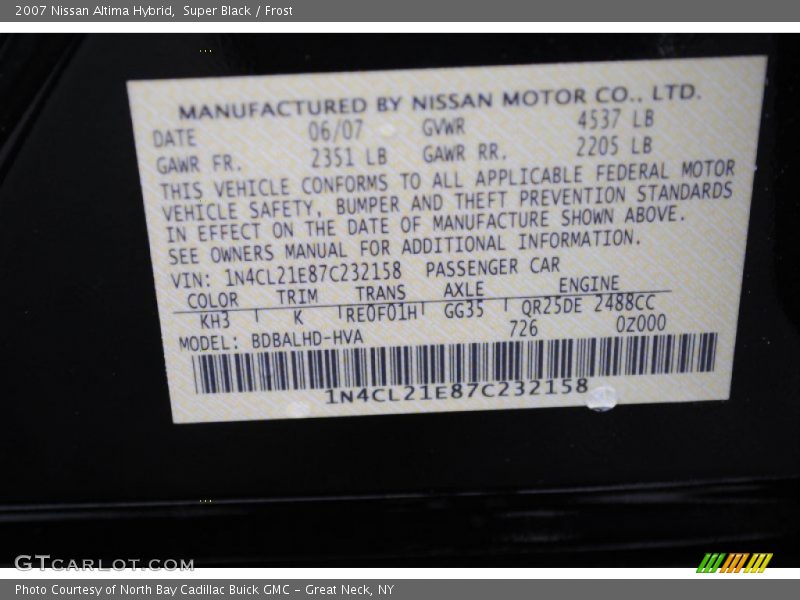 2007 Nissan Altima Hybrid, Super Black / Frost
MANUFACTURED BY NISSAN MOTOR CO., LTD.
DATE 06/07 GVWR 4537 LB
GAWR FR. 2351 LB GAWR RR. 2205 LB
THIS VEHICLE CONFORMS TO ALL APPLICABLE FEDERAL MOTOR
VEHICLE SAFETY, BUMPER AND THEFT PREVENTION STANDARDS
IN EFFECT ON THE DATE OF MANUFACTURE SHOWN ABOVE.
SEE OWNERS MANUAL FOR ADDITIONAL INFORMATION.
VIN: 1N4CL21E87C232158 PASSENGER CAR
COLOR TRIM TRANS AXLE ENGINE
KH3 K RE0F01H GG35 QR25DE 2488CC
726 0Z000
MODEL: BDBALHD-HVA
1N4CL21E87C232158
GTCARLOT.COM
Photo Courtesy of North Bay Cadillac Buick GMC - Great Neck, NY